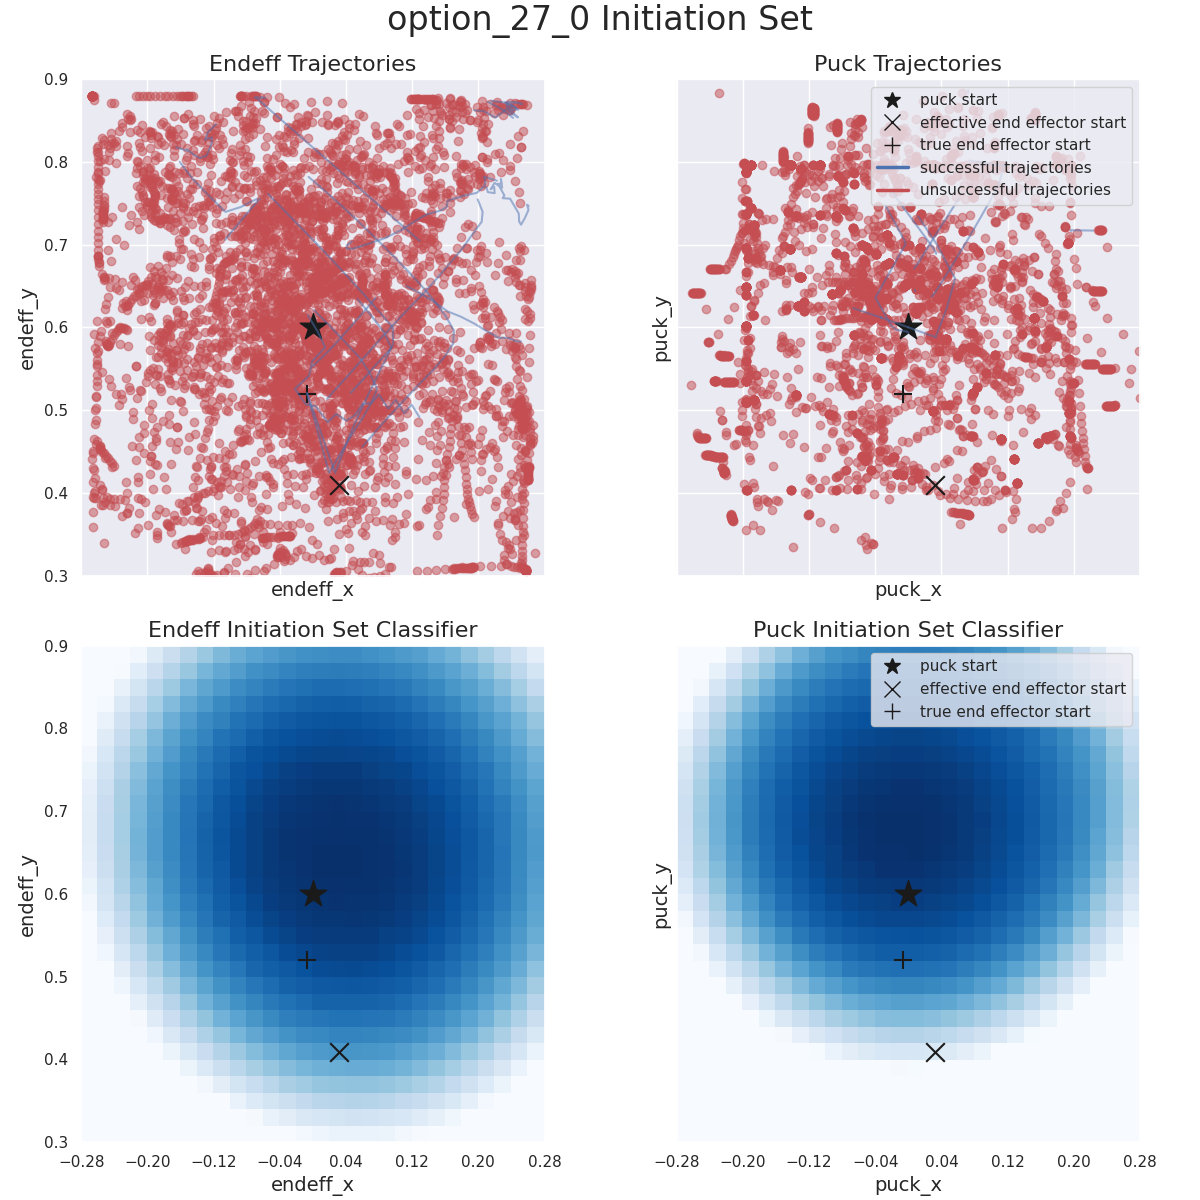 option_27_0 Initiation Set
Endeff Trajectories
Puck Trajectories
0.9
0.8
0.7
0.6
0.5
0.4
0.3
endeff_y
endeff_x
puck_y
puck_x
puck start
effective end effector start
true end effector start
successful trajectories
unsuccessful trajectories
Endeff Initiation Set Classifier
Puck Initiation Set Classifier
0.9
0.8
0.7
0.6
0.5
0.4
0.3
endeff_y
−0.28 −0.20 −0.12 −0.04 0.04 0.12 0.20 0.28
endeff_x
puck_y
puck start
effective end effector start
true end effector start
−0.28 −0.20 −0.12 −0.04 0.04 0.12 0.20 0.28
puck_x